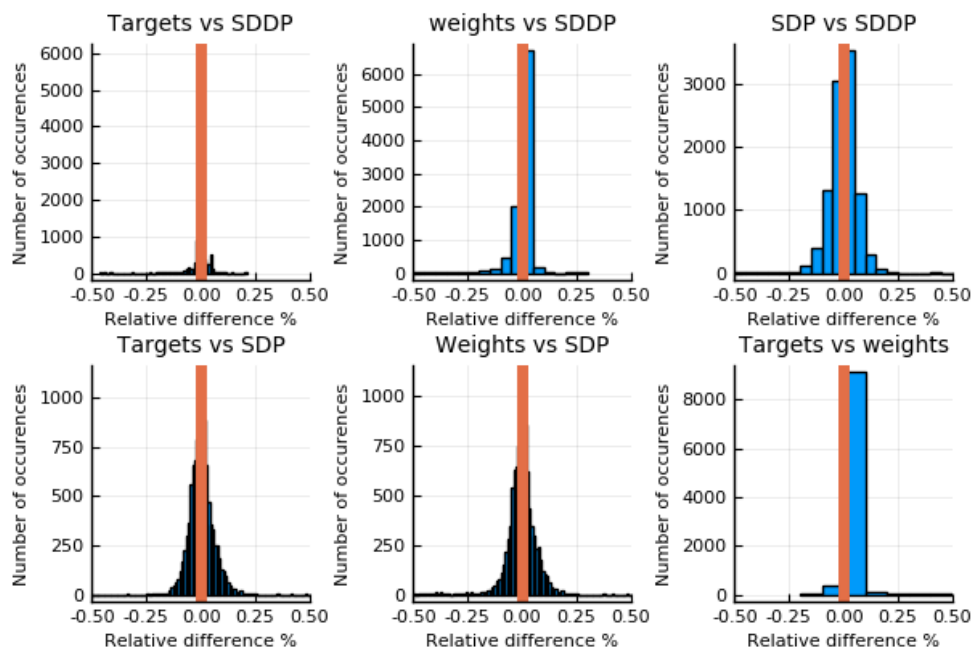 Targets vs SDDP
weights vs SDDP
SDP vs SDDP
Number of occurences
6000
5000
4000
3000
2000
1000
0
-0.50 -0.25 0.00 0.25 0.50
Relative difference %
Number of occurences
6000
5000
4000
3000
2000
1000
0
-0.50 -0.25 0.00 0.25 0.50
Relative difference %
Number of occurences
3000
2000
1000
0
-0.50 -0.25 0.00 0.25 0.50
Relative difference %
Targets vs SDP
Weights vs SDP
Targets vs weights
Number of occurences
1000
750
500
250
0
-0.50 -0.25 0.00 0.25 0.50
Relative difference %
Number of occurences
1000
750
500
250
0
-0.50 -0.25 0.00 0.25 0.50
Relative difference %
Number of occurences
8000
6000
4000
2000
0
-0.50 -0.25 0.00 0.25 0.50
Relative difference %